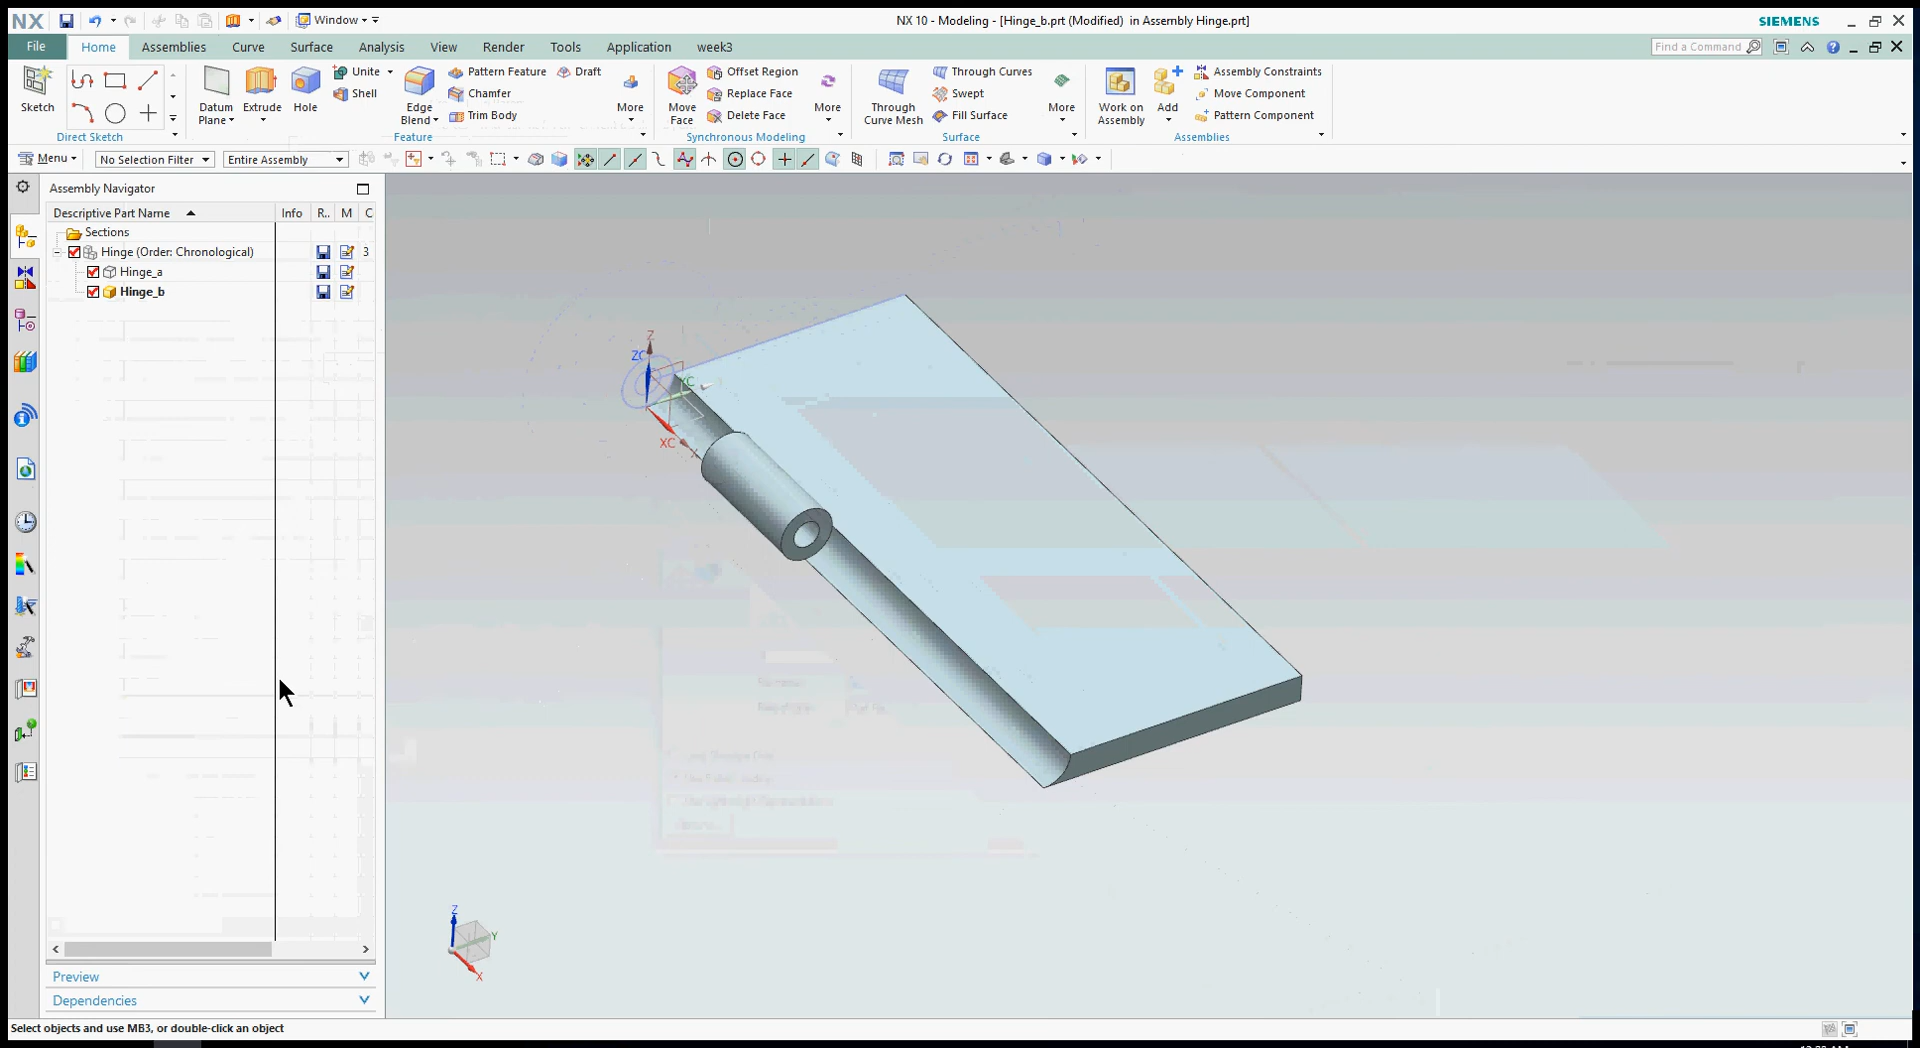 NX Window NX 10 - Modeling - [Hinge_b.prt (Modified) in Assembly Hinge.prt] SIEMENS
File Home Assemblies Curve Surface Analysis View Render Tools Application week3 Find a Command
Unite Pattern Feature Draft Offset Region Through Curves Assembly Constraints
Shell Chamfer Replace Face Swept Move Component
Sketch Datum Plane Extrude Hole Edge Blend Trim Body More Move Face Delete Face More Through Curve Mesh Fill Surface More Work on Assembly Add Pattern Component
Direct Sketch Feature Synchronous Modeling Surface Assemblies
Menu No Selection Filter Entire Assembly
Assembly Navigator
Descriptive Part Name Info R.. M C
Sections
Hinge (Order: Chronological) 3
Hinge_a
Hinge_b
Z
ZC
YC
XC
X
Z
Y
X
Preview
Dependencies
Select objects and use MB3, or double-click an object